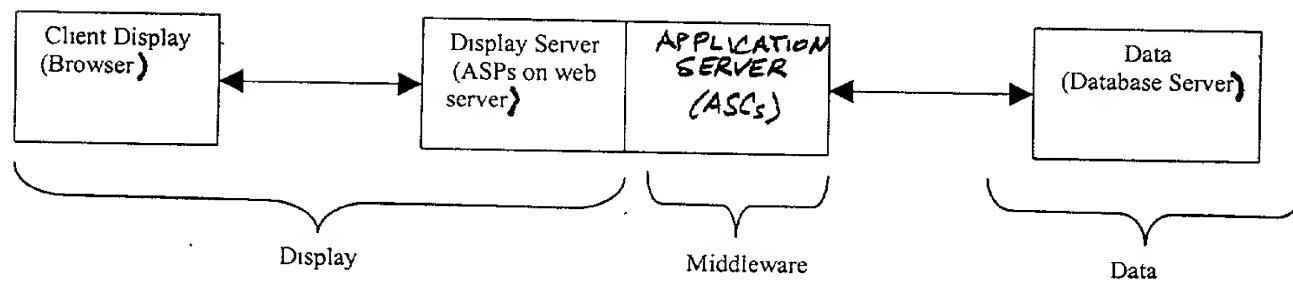 Client Display
(Browser)
Display Server
(ASPs on web
server)
APPLICATION
SERVER
(ASCs)
Data
(Database Server)
Display
Middleware
Data